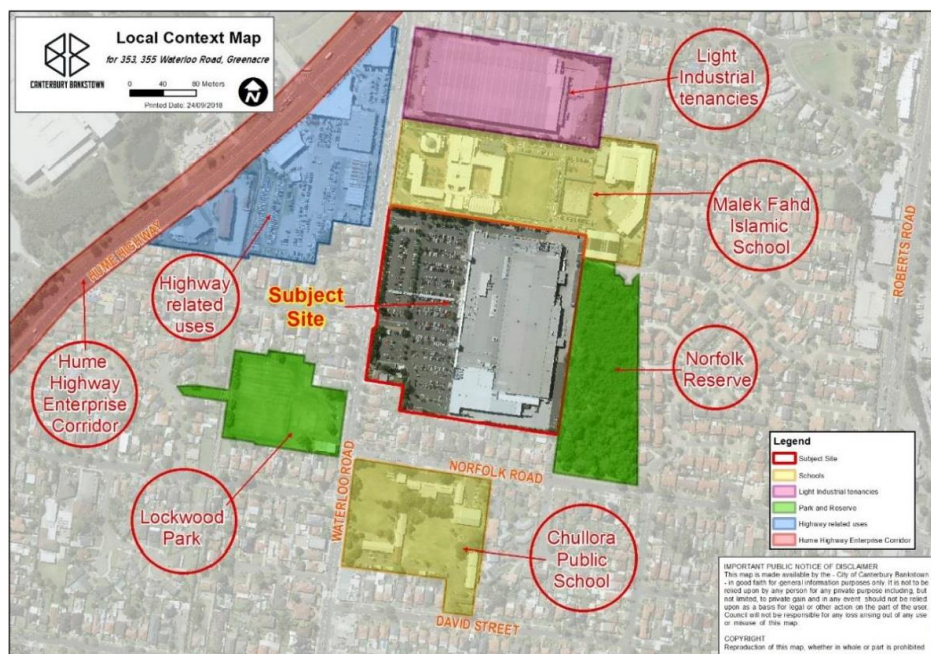 Local Context Map
for 353, 355 Waterloo Road, Greenacre
CANTERBURY BANKSTOWN
0 40 80 Meters
N
Printed Date: 24/09/2018
Light
Industrial
tenancies
Malek Fahd
Islamic
School
ROBERTS ROAD
HUME HIGHWAY
Highway
related
uses
Subject
Site
Hume
Highway
Enterprise
Corridor
Norfolk
Reserve
Lockwood
Park
WATERLOO ROAD
NORFOLK ROAD
Chullora
Public
School
DAVID STREET
Legend
Subject Site
Schools
Light Industrial tenancies
Park and Reserve
Highway related uses
Hume Highway Enterprise Corridor
IMPORTANT PUBLIC NOTICE OF DISCLAIMER
This map is made available by the - City of Canterbury Bankstown
- in good faith for general information purposes only. It is not to be
relied upon by any person for any private purpose including, but
not limited, to private gain and in any event should not be relied
upon as a basis for legal or other action on the part of the user.
Council will not be responsible for any loss arising out of any use
or misuse of this map.
COPYRIGHT
Reproduction of this map, whether in whole or part is prohibited